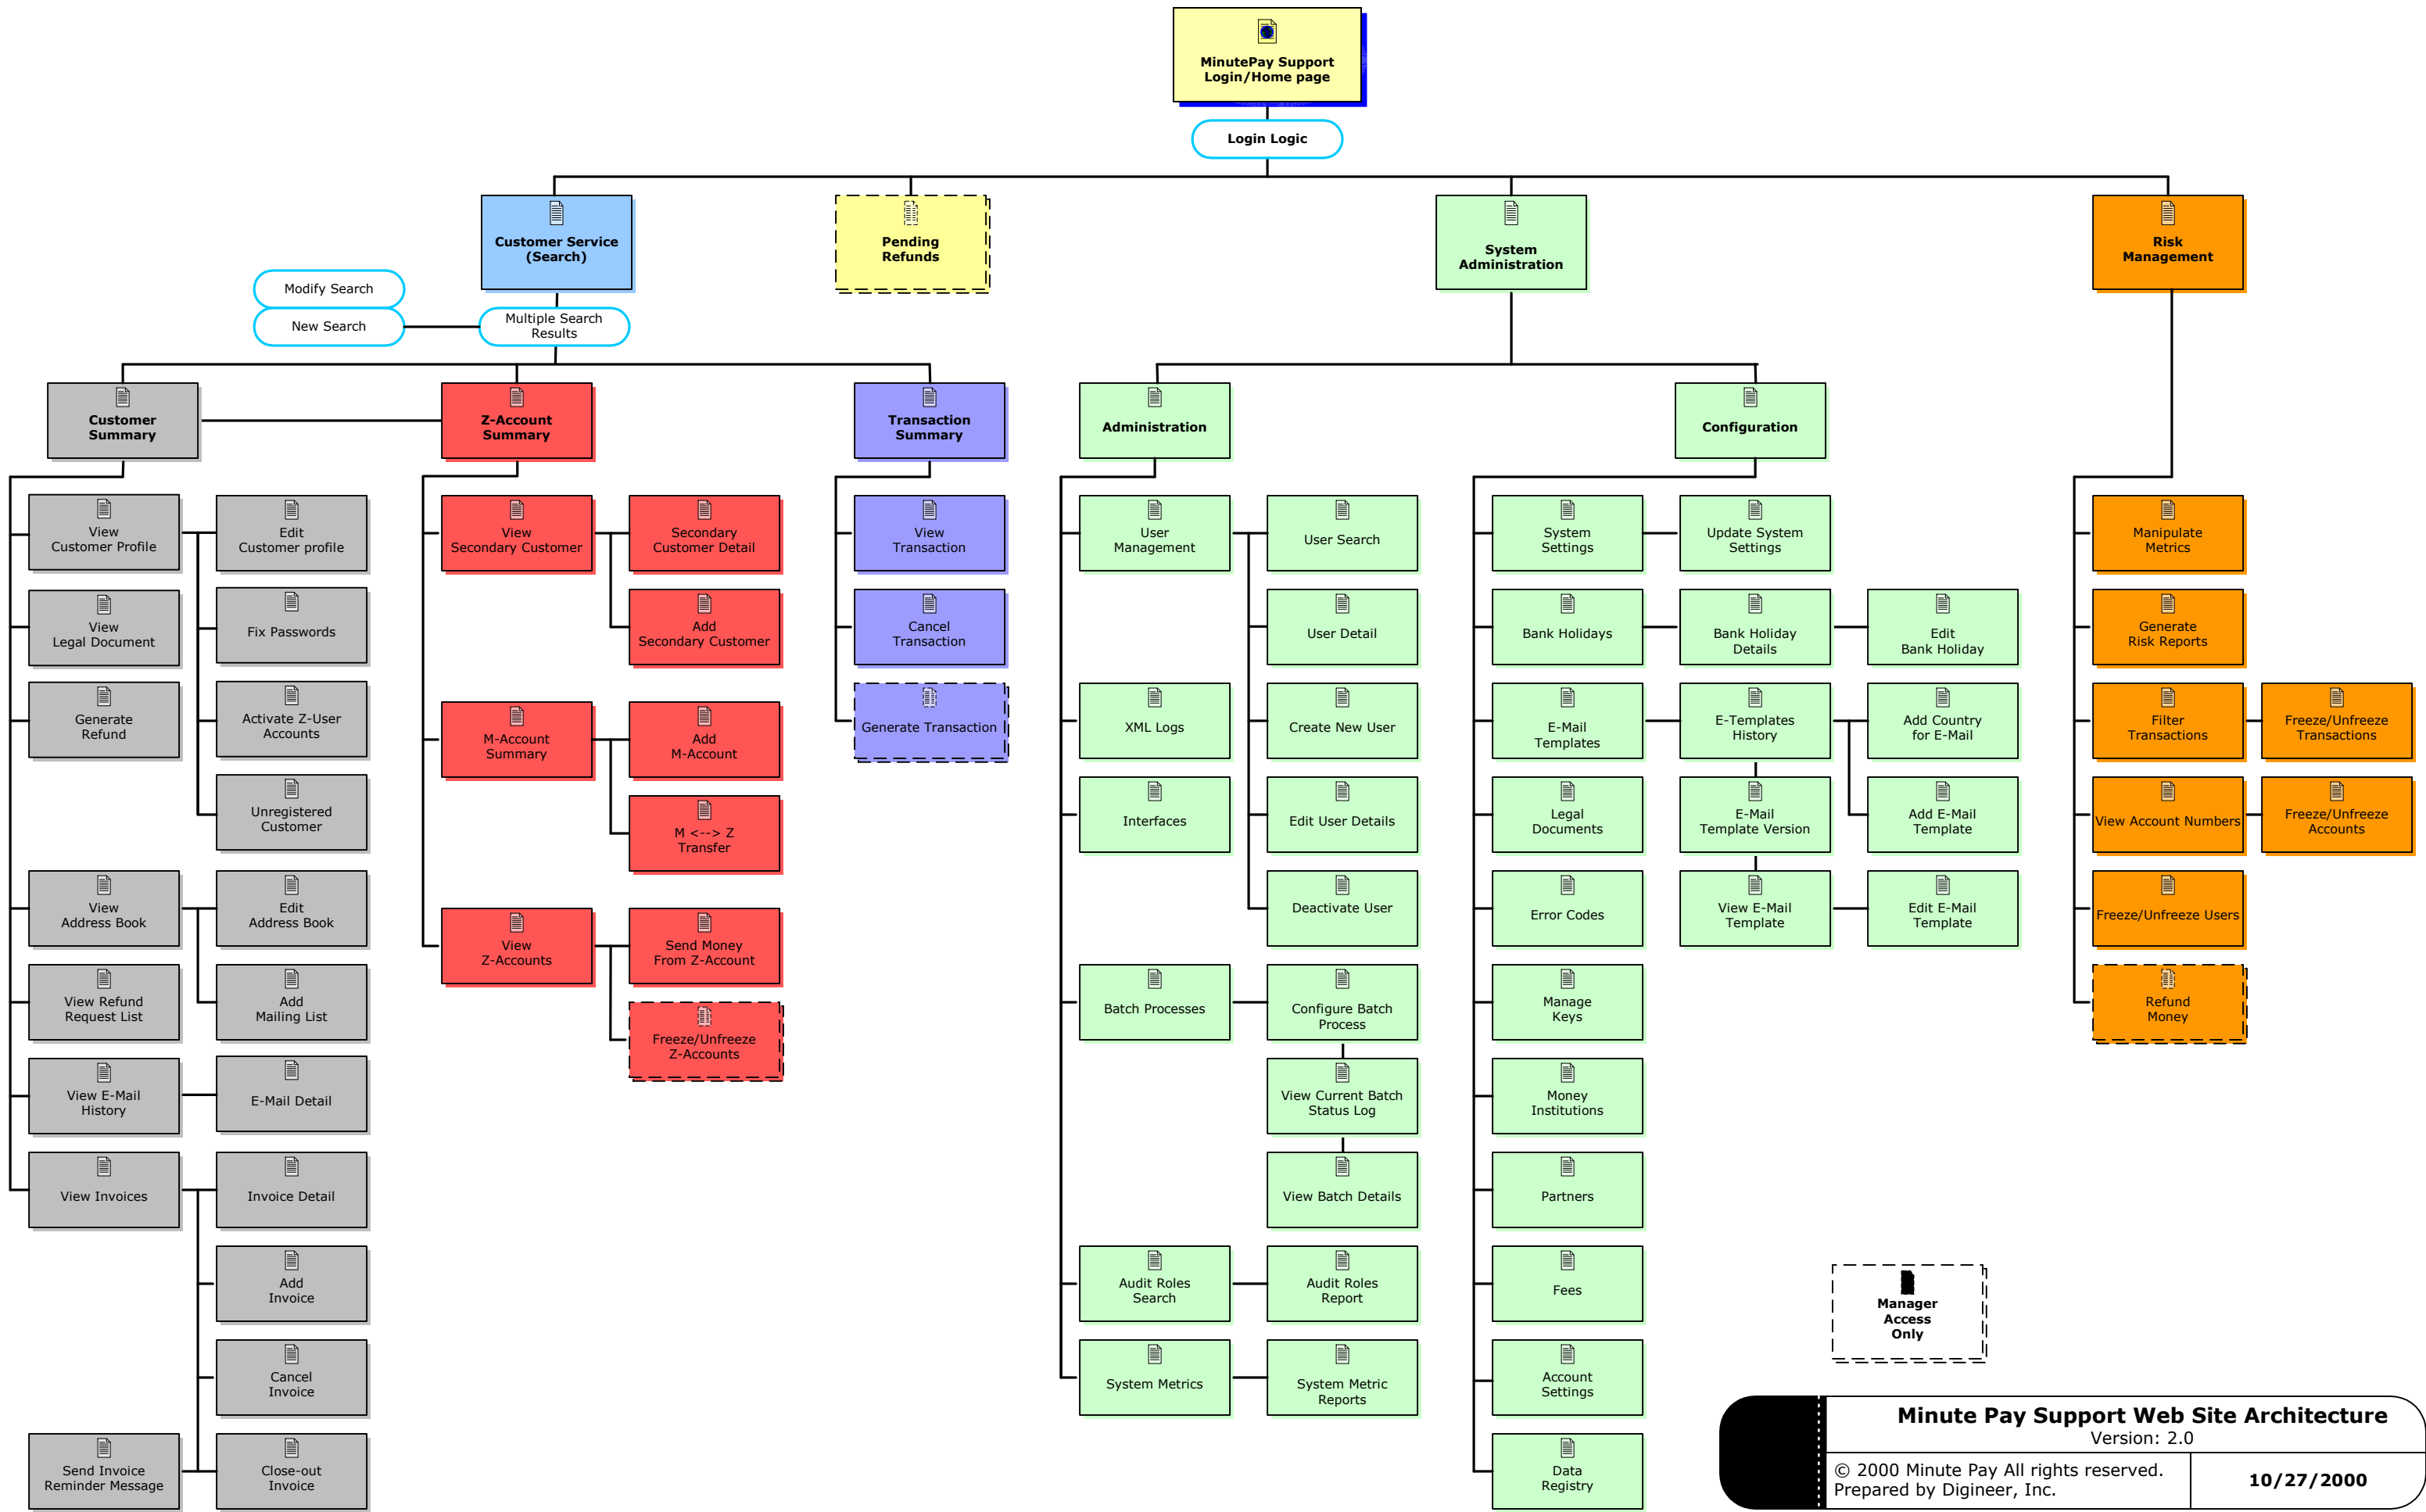 MinutePay Support
Login/Home page
Login Logic
Customer Service
(Search)
Pending
Refunds
System
Administration
Risk
Management
Modify Search
New Search
Multiple Search
Results
Customer
Summary
Z-Account
Summary
Transaction
Summary
Administration
Configuration
View
Customer Profile
Edit
Customer profile
View
Legal Document
Fix Passwords
Generate
Refund
Activate Z-User
Accounts
Unregistered
Customer
View
Address Book
Edit
Address Book
View Refund
Request List
Add
Mailing List
View E-Mail
History
E-Mail Detail
View Invoices
Invoice Detail
Add
Invoice
Cancel
Invoice
Send Invoice
Reminder Message
Close-out
Invoice
View
Secondary Customer
Secondary
Customer Detail
Add
Secondary Customer
M-Account
Summary
Add
M-Account
M <--> Z
Transfer
View
Z-Accounts
Send Money
From Z-Account
Freeze/Unfreeze
Z-Accounts
View
Transaction
Cancel
Transaction
Generate Transaction
User
Management
User Search
User Detail
XML Logs
Create New User
Interfaces
Edit User Details
Deactivate User
Batch Processes
Configure Batch
Process
View Current Batch
Status Log
View Batch Details
Audit Roles
Search
Audit Roles
Report
System Metrics
System Metric
Reports
System
Settings
Update System
Settings
Bank Holidays
Bank Holiday
Details
Edit
Bank Holiday
E-Mail
Templates
E-Templates
History
Add Country
for E-Mail
Legal
Documents
E-Mail
Template Version
Add E-Mail
Template
Error Codes
View E-Mail
Template
Edit E-Mail
Template
Manage
Keys
Money
Institutions
Partners
Fees
Account
Settings
Data
Registry
Manipulate
Metrics
Generate
Risk Reports
Filter
Transactions
Freeze/Unfreeze
Transactions
View Account Numbers
Freeze/Unfreeze
Accounts
Freeze/Unfreeze Users
Refund
Money
Manager
Access
Only
Minute Pay Support Web Site Architecture
Version: 2.0
© 2000 Minute Pay All rights reserved.
Prepared by Digineer, Inc.
10/27/2000